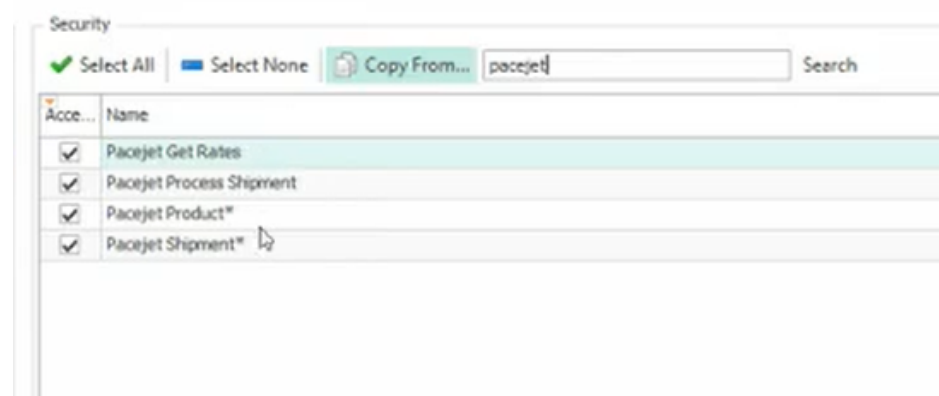 Security
Select All Select None Copy From... pacejet Search
Acce... Name
Pacejet Get Rates
Pacejet Process Shipment
Pacejet Product*
Pacejet Shipment*